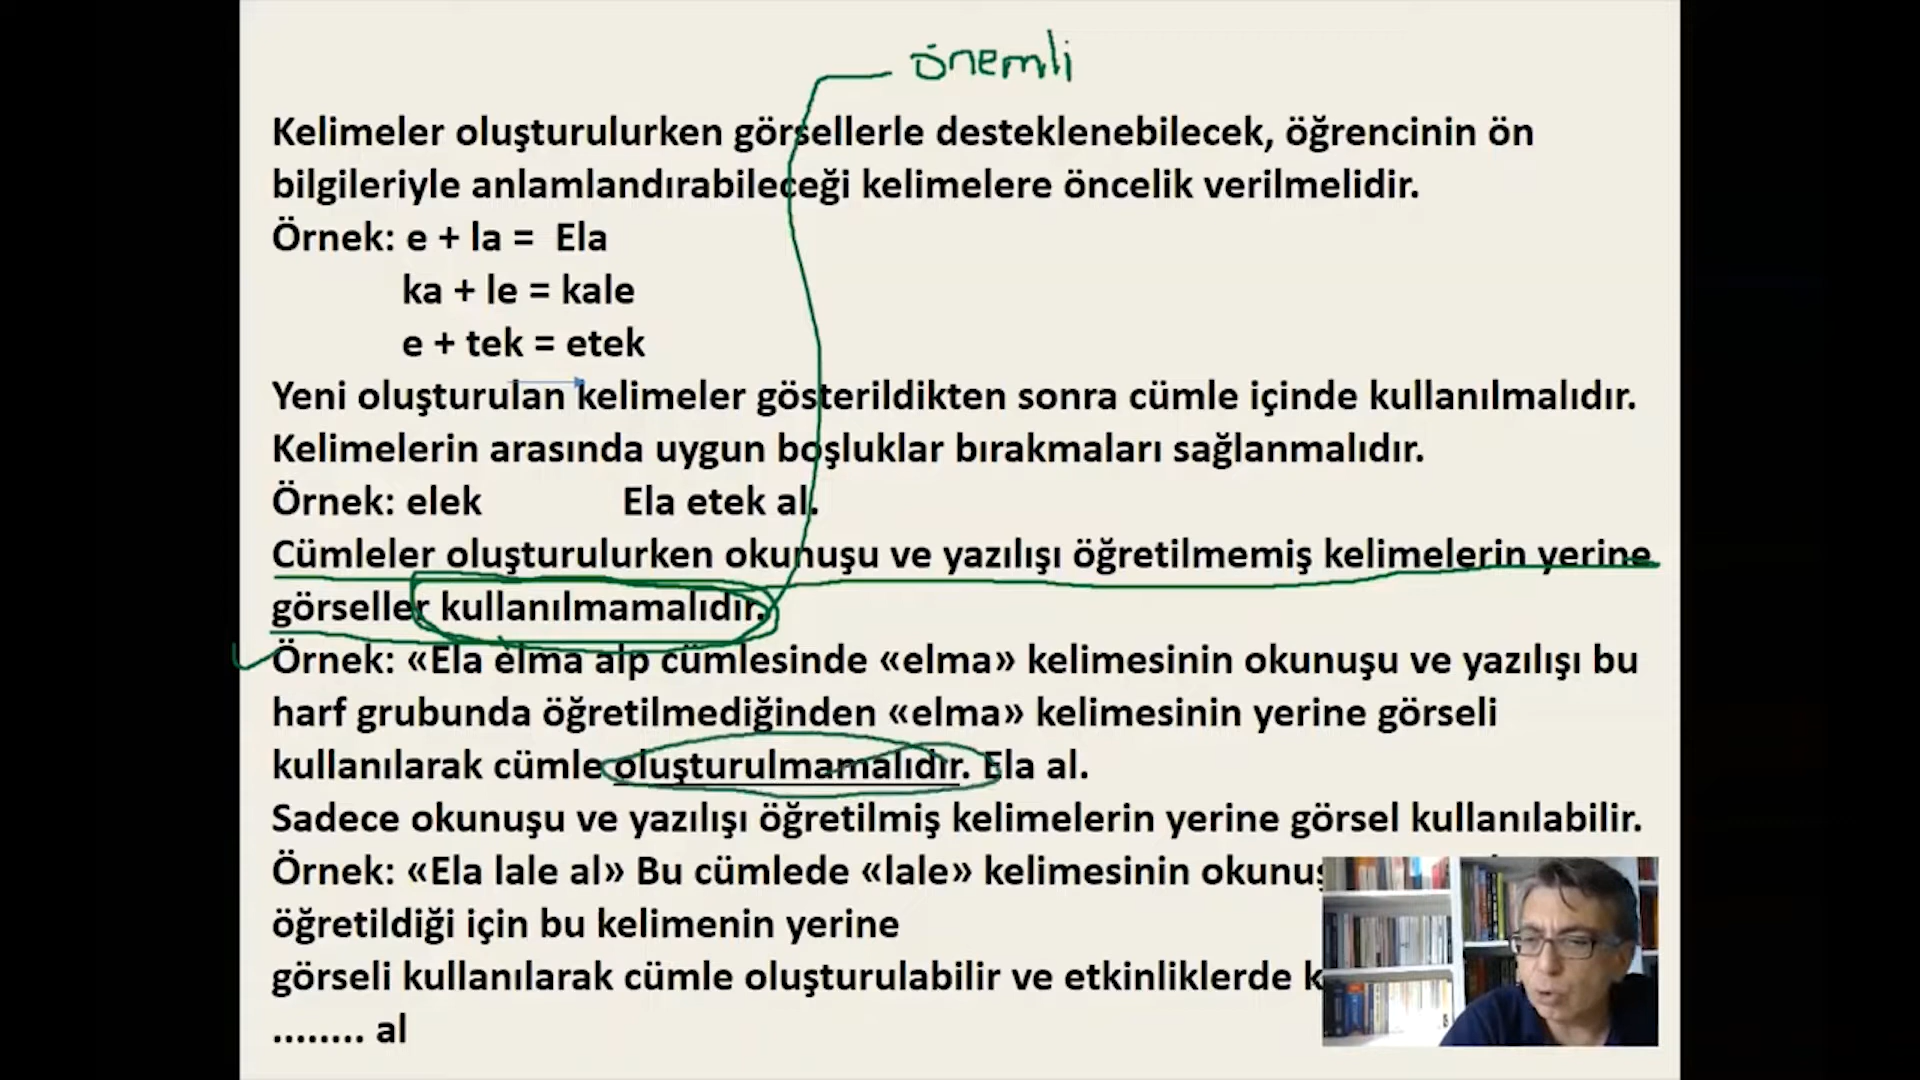 önemli
Kelimeler oluşturulurken görsellerle desteklenebilecek, öğrencinin ön
bilgileriyle anlamlandırabileceği kelimelere öncelik verilmelidir.
Örnek: e + la = Ela
ka + le = kale
e + tek = etek
Yeni oluşturulan kelimeler gösterildikten sonra cümle içinde kullanılmalıdır.
Kelimelerin arasında uygun boşluklar bırakmaları sağlanmalıdır.
Örnek: elek Ela etek al.
Cümleler oluşturulurken okunuşu ve yazılışı öğretilmemiş kelimelerin yerine
görseller kullanılmamalıdır.
Örnek: «Ela elma alp cümlesinde «elma» kelimesinin okunuşu ve yazılışı bu
harf grubunda öğretilmediğinden «elma» kelimesinin yerine görseli
kullanılarak cümle oluşturulmamalıdır. Ela al.
Sadece okunuşu ve yazılışı öğretilmiş kelimelerin yerine görsel kullanılabilir.
Örnek: «Ela lale al» Bu cümlede «lale» kelimesinin
öğretildiği için bu kelimenin yerine
görseli kullanılarak cümle oluşturulabilir ve etkinliklerde
........ al